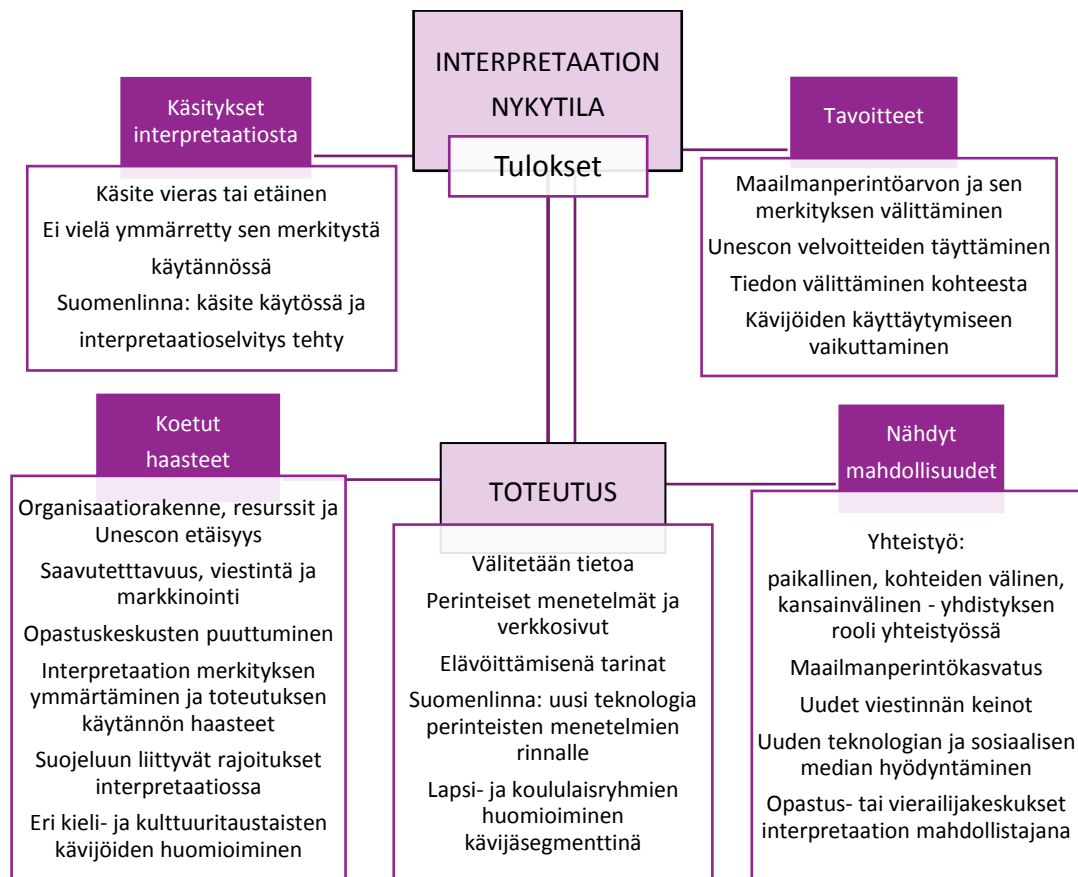 INTERPRETAATION
NYKYTILA
Tulokset
Käsitykset
interpretaatiosta
Käsite vieras tai etäinen
Ei vielä ymmärretty sen merkitystä
käytännössä
Suomenlinna: käsite käytössä ja
interpretaatioselvitys tehty
Tavoitteet
Maailmanperintöarvon ja sen
merkityksen välittäminen
Unescon velvoitteiden täyttäminen
Tiedon välittäminen kohteesta
Kävijöiden käyttäytymiseen
vaikuttaminen
Koetut
haasteet
Organisaatiorakenne, resurssit ja
Unescon etäisyys
Saavutetttavuus, viestintä ja
markkinointi
Opastuskeskusten puuttuminen
Interpretaation merkityksen
ymmärtäminen ja toteutuksen
käytännön haasteet
Suojeluun liittyvät rajoitukset
interpretaatiossa
Eri kieli- ja kulttuuritaustaisten
kävijöiden huomioiminen
TOTEUTUS
Välitetään tietoa
Perinteiset menetelmät ja
verkkosivut
Elävöittämisenä tarinat
Suomenlinna: uusi teknologia
perinteisten menetelmien
rinnalle
Lapsi- ja koululaisryhmien
huomioiminen
kävijäsegmenttinä
Nähdyt
mahdollisuudet
Yhteistyö:
paikallinen, kohteiden välinen,
kansainvälinen - yhdistyksen
rooli yhteistyössä
Maailmanperintökasvatus
Uudet viestinnän keinot
Uuden teknologian ja sosiaalisen
median hyödyntäminen
Opastus- tai vierailijakeskukset
interpretaation mahdollistajana